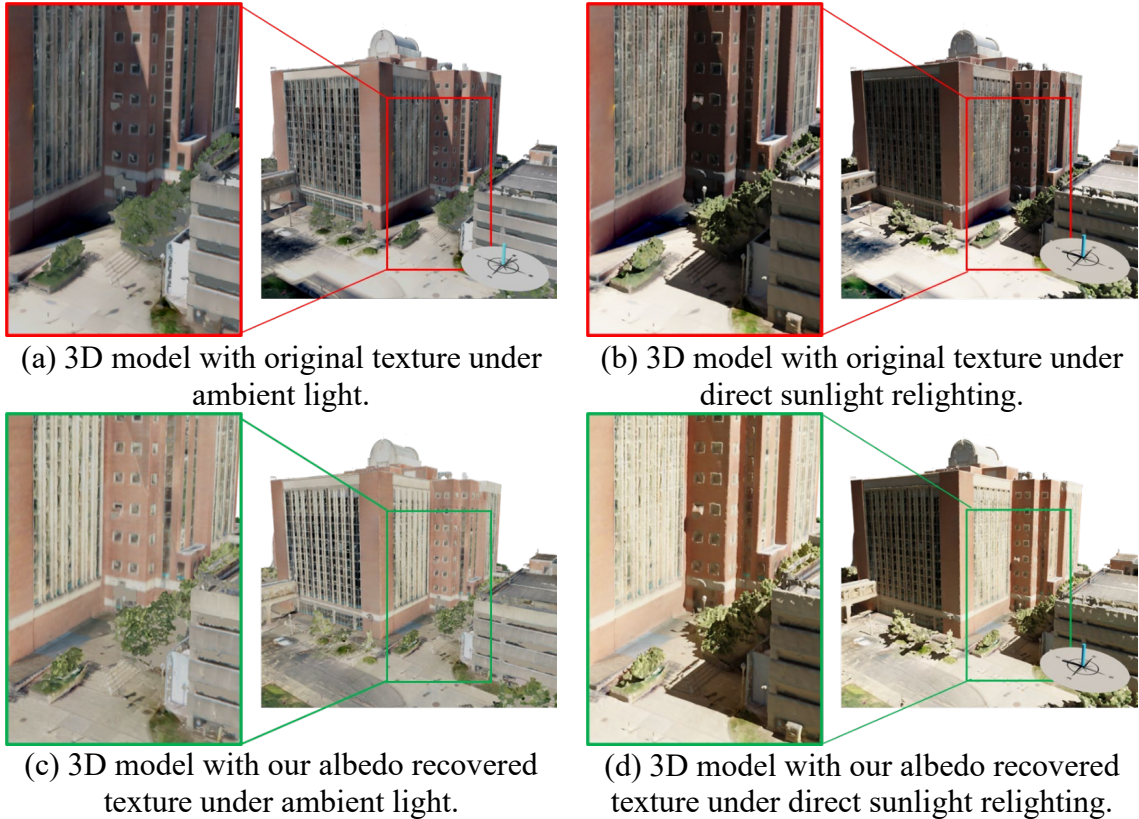 (a) 3D model with original texture under
ambient light.
(b) 3D model with original texture under
direct sunlight relighting.
(c) 3D model with our albedo recovered
texture under ambient light.
(d) 3D model with our albedo recovered
texture under direct sunlight relighting.